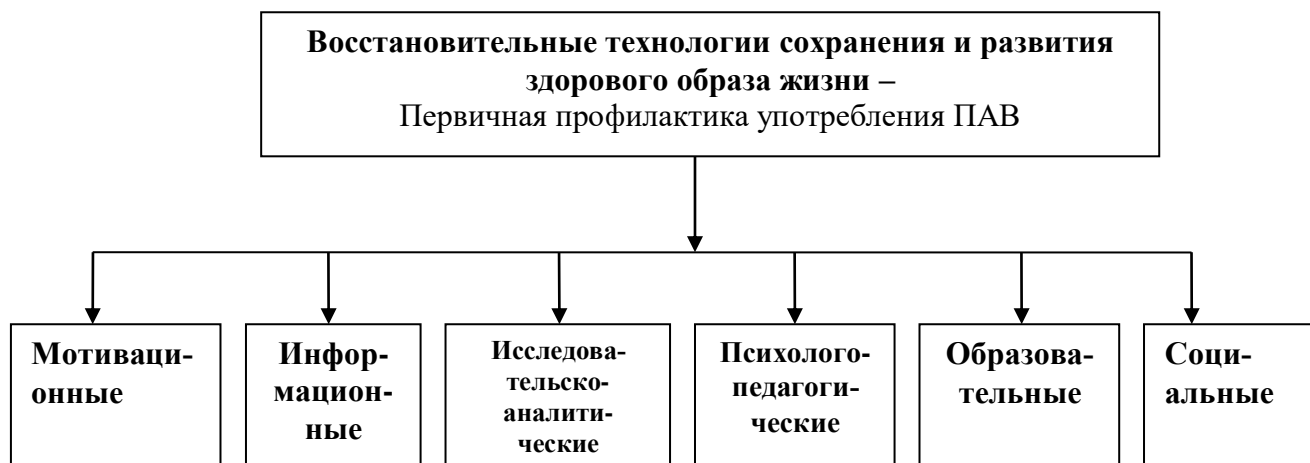 Восстановительные технологии сохранения и развития
здорового образа жизни –
Первичная профилактика употребления ПАВ
Мотиваци-
онные
Инфор-
мацион-
ные
Исследова-
тельско-
аналити-
ческие
Психолого-
педагоги-
ческие
Образова-
тельные
Соци-
альные